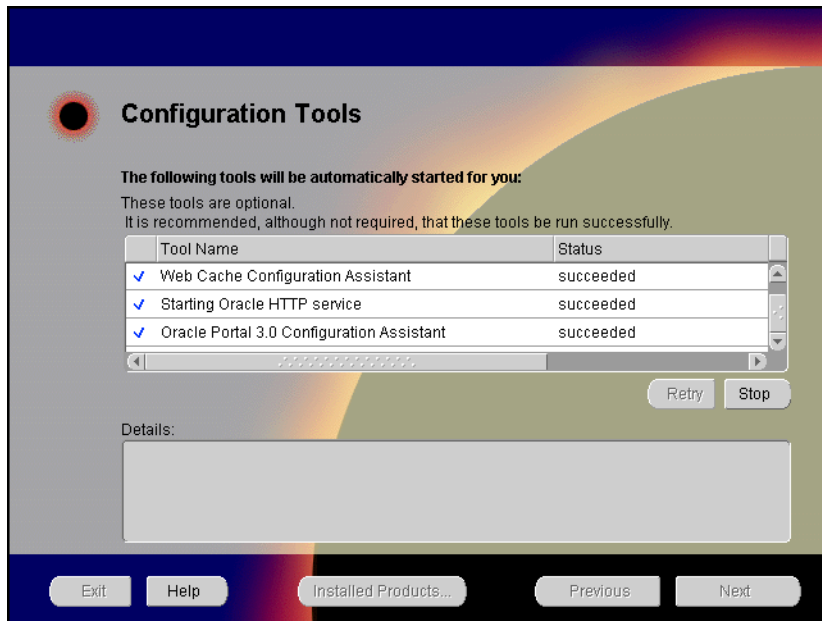 Configuration Tools
The following tools will be automatically started for you:
These tools are optional.
It is recommended, although not required, that these tools be run successfully.
Tool Name Status
Web Cache Configuration Assistant succeeded
Starting Oracle HTTP service succeeded
Oracle Portal 3.0 Configuration Assistant succeeded
Retry Stop
Details:
Exit Help Installed Products... Previous Next